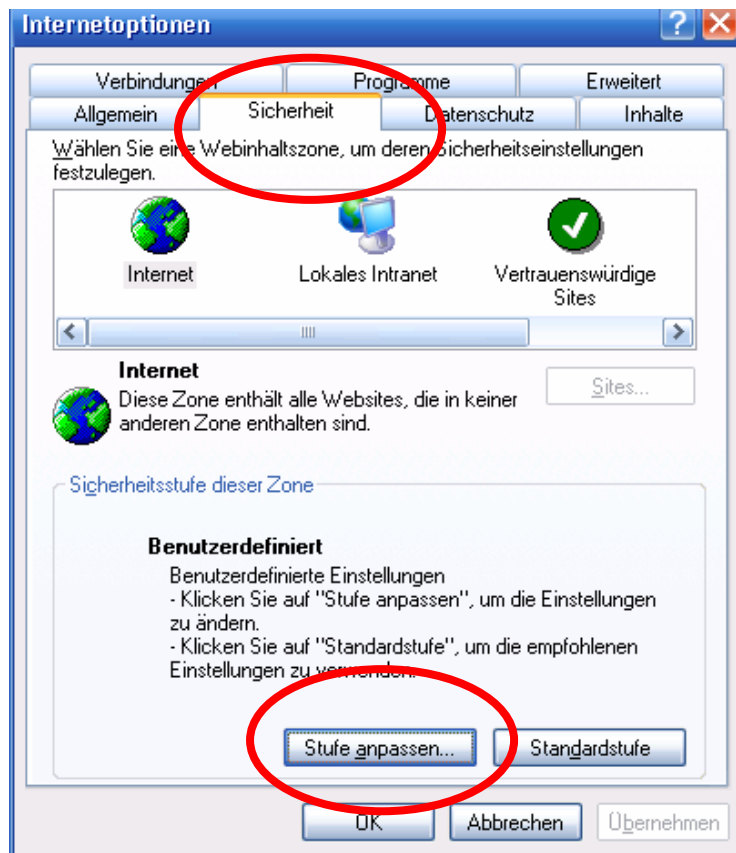 Internetoptionen
Verbindungen Programme Erweitert
Allgemein Sicherheit Datenschutz Inhalte
Wählen Sie eine Webinhaltszone, um deren Sicherheitseinstellungen
festzulegen.
Internet Lokales Intranet Vertrauenswürdige
Sites
Internet
Diese Zone enthält alle Websites, die in keiner
anderen Zone enthalten sind.
Sites...
Sicherheitsstufe dieser Zone
Benutzerdefiniert
Benutzerdefinierte Einstellungen
- Klicken Sie auf "Stufe anpassen", um die Einstellungen
zu ändern.
- Klicken Sie auf "Standardstufe", um die empfohlenen
Einstellungen zu verwenden.
Stufe anpassen... Standardstufe
OK Abbrechen Übernehmen